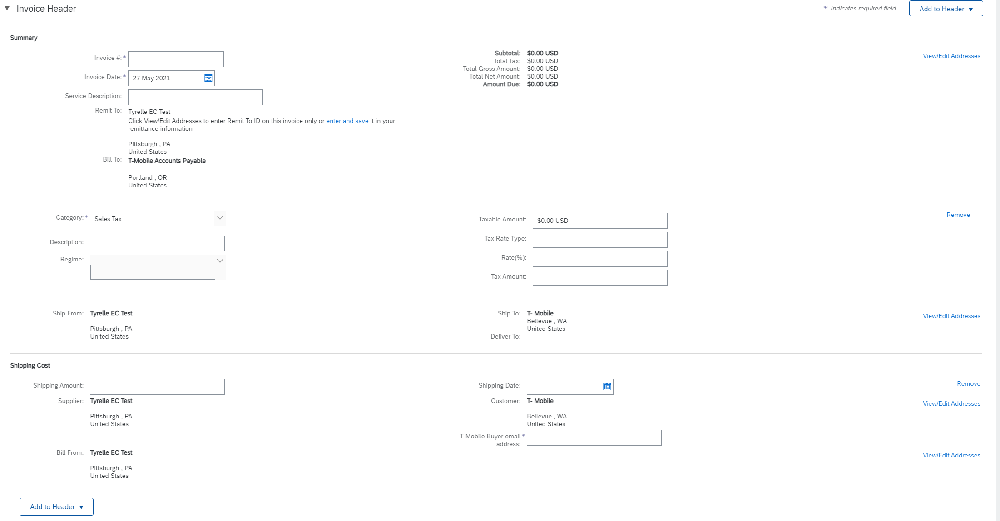 Invoice Header
* Indicates required field
Add to Header
Summary
Invoice #:*
Invoice Date:* 27 May 2021
Service Description:
Remit To: Tyrelle EC Test
Click View/Edit Addresses to enter Remit To ID on this invoice only or enter and save it in your
remittance information
Pittsburgh , PA
United States
Bill To: T-Mobile Accounts Payable
Portland , OR
United States
Subtotal: $0.00 USD
Total Tax: $0.00 USD
Total Gross Amount: $0.00 USD
Total Net Amount: $0.00 USD
Amount Due: $0.00 USD
View/Edit Addresses
Category:* Sales Tax
Description:
Regime:
Taxable Amount: $0.00 USD
Tax Rate Type:
Rate(%):
Tax Amount:
Remove
Ship From: Tyrelle EC Test
Pittsburgh , PA
United States
Ship To: T- Mobile
Bellevue , WA
United States
Deliver To:
View/Edit Addresses
Shipping Cost
Shipping Amount:
Shipping Date:
Remove
Supplier: Tyrelle EC Test
Pittsburgh , PA
United States
Customer: T- Mobile
Bellevue , WA
United States
View/Edit Addresses
T-Mobile Buyer email*
address:
Bill From: Tyrelle EC Test
Pittsburgh , PA
United States
View/Edit Addresses
Add to Header